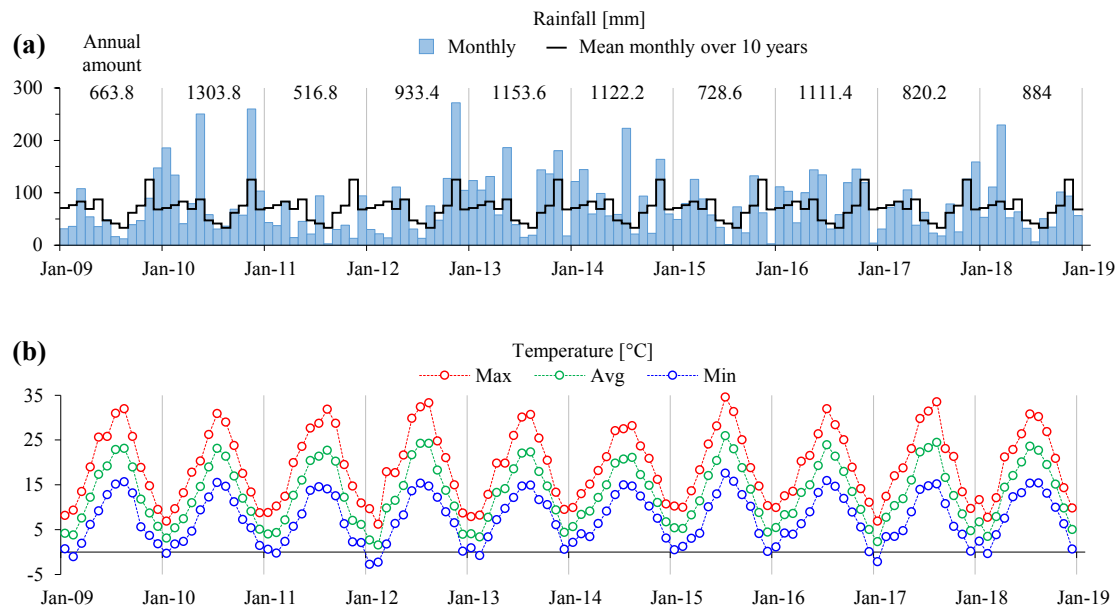 Rainfall [mm]
(a) Annual amount
Monthly Mean monthly over 10 years
300
663.8 1303.8 516.8 933.4 1153.6 1122.2 728.6 1111.4 820.2 884
200
100
0
Jan-09 Jan-10 Jan-11 Jan-12 Jan-13 Jan-14 Jan-15 Jan-16 Jan-17 Jan-18 Jan-19
(b)
Temperature [°C]
Max Avg Min
35
25
15
5
-5
Jan-09 Jan-10 Jan-11 Jan-12 Jan-13 Jan-14 Jan-15 Jan-16 Jan-17 Jan-18 Jan-19